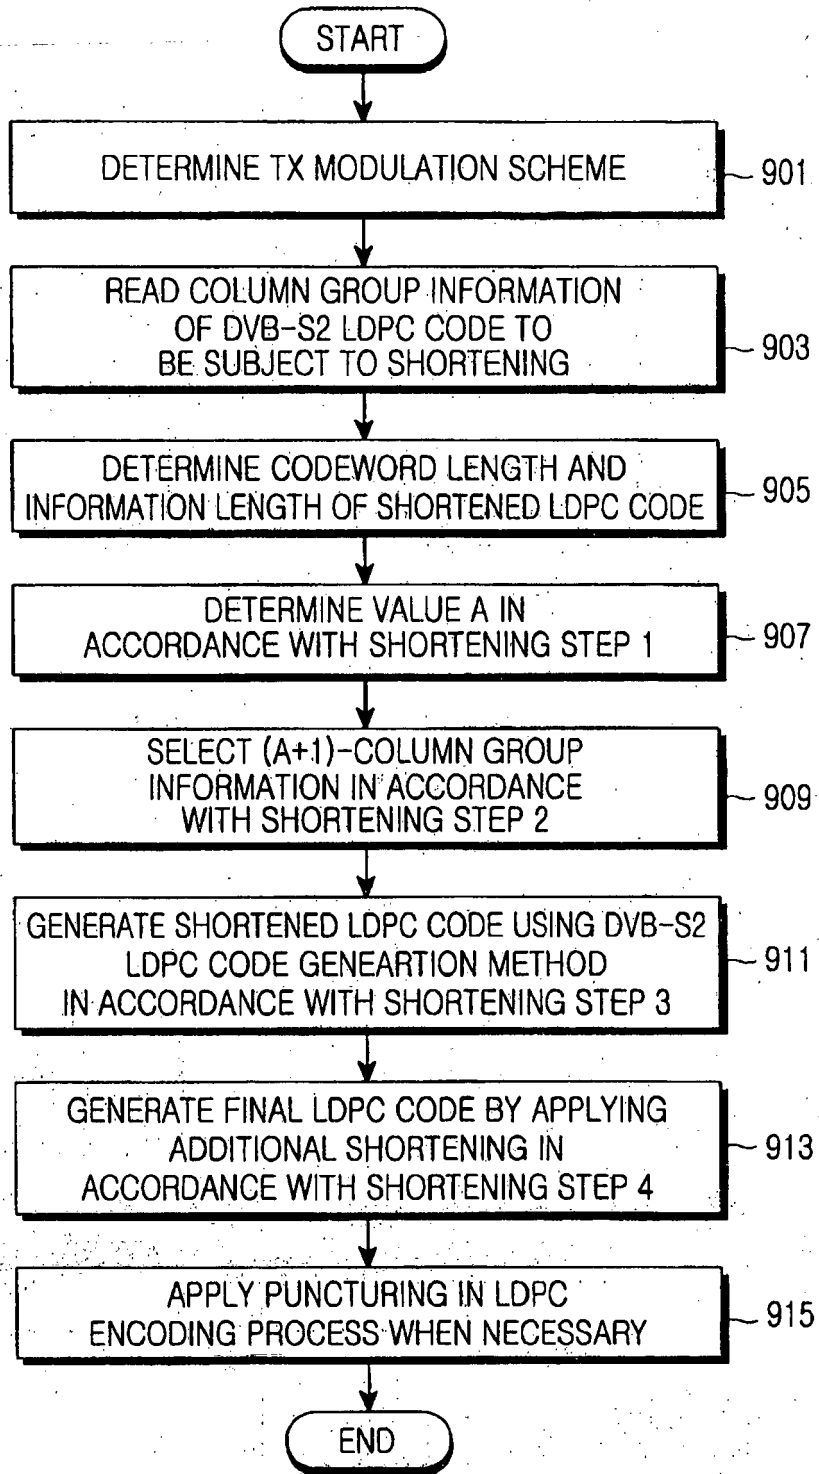 START
DETERMINE TX MODULATION SCHEME
901
READ COLUMN GROUP INFORMATION
OF DVB-S2 LDPC CODE TO
BE SUBJECT TO SHORTENING
903
DETERMINE CODEWORD LENGTH AND
INFORMATION LENGTH OF SHORTENED LDPC CODE
905
DETERMINE VALUE A IN
ACCORDANCE WITH SHORTENING STEP 1
907
SELECT (A+1)-COLUMN GROUP
INFORMATION IN ACCORDANCE
WITH SHORTENING STEP 2
909
GENERATE SHORTENED LDPC CODE USING DVB-S2
LDPC CODE GENEARTION METHOD
IN ACCORDANCE WITH SHORTENING STEP 3
911
GENERATE FINAL LDPC CODE BY APPLYING
ADDITIONAL SHORTENING IN
ACCORDANCE WITH SHORTENING STEP 4
913
APPLY PUNCTURING IN LDPC
ENCODING PROCESS WHEN NECESSARY
915
END